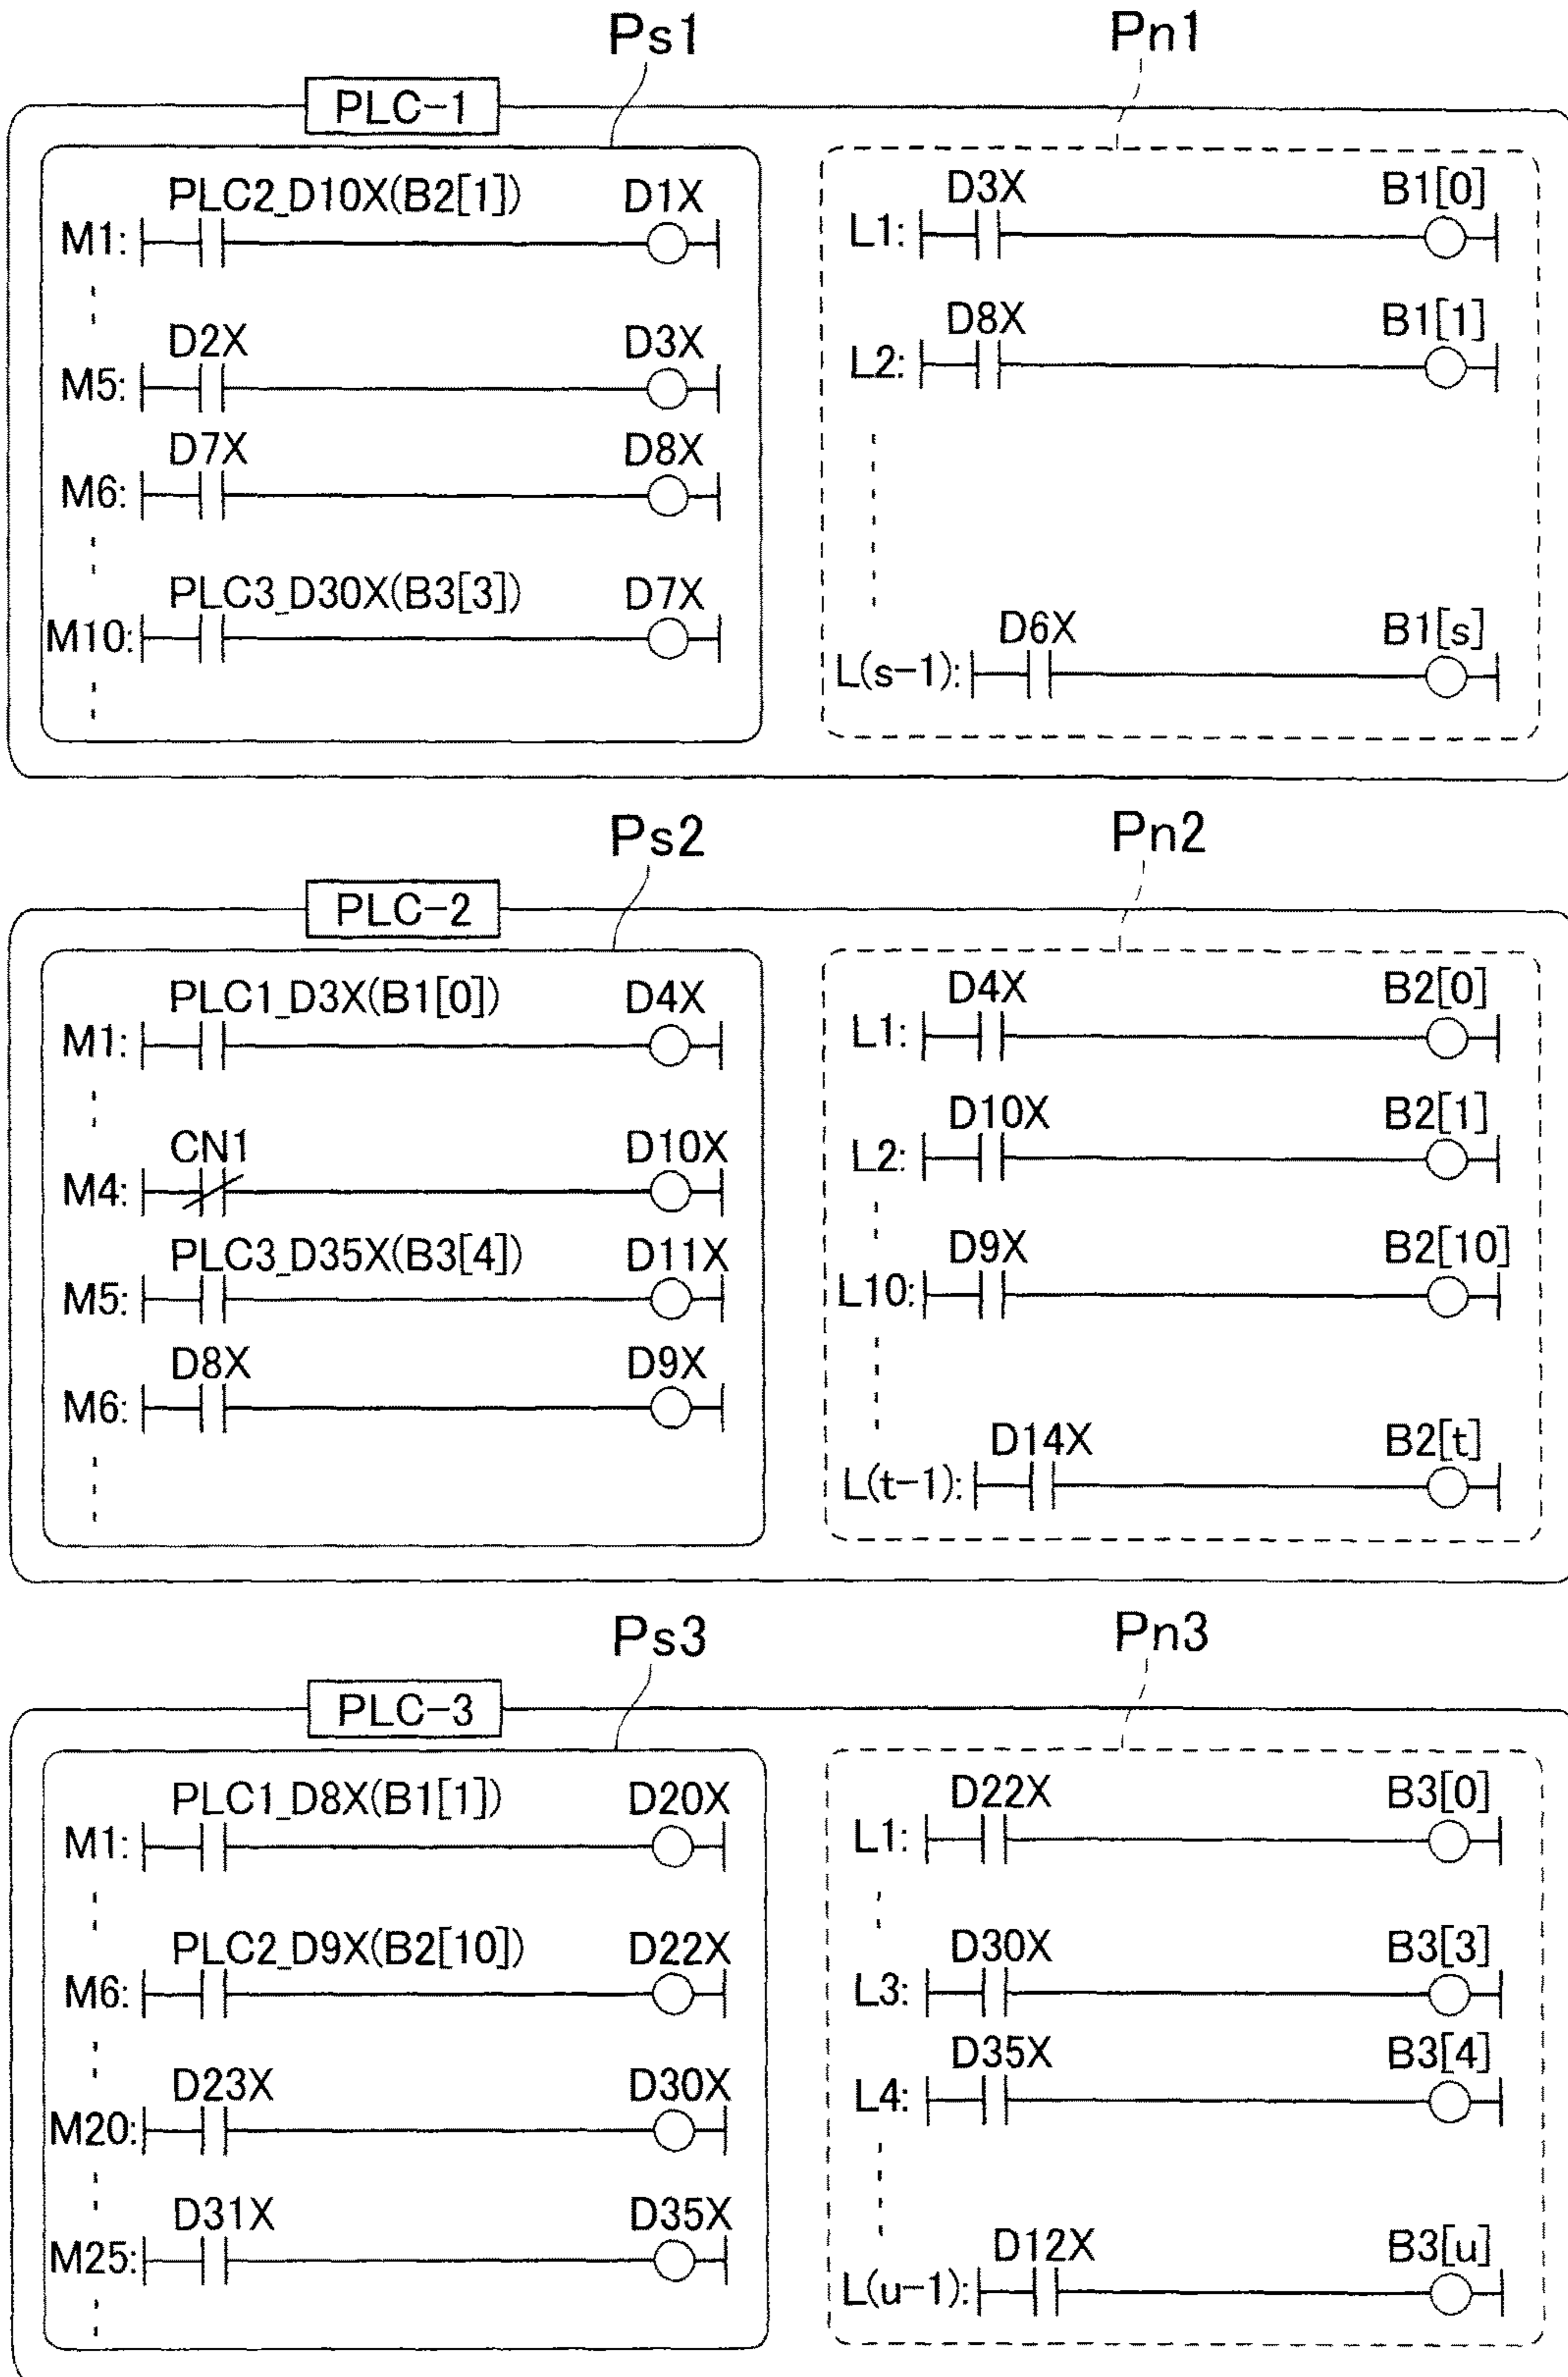 Ps1 Pn1
PLC-1
PLC2_D10X(B2[1]) D1X
M1:
D2X D3X
M5:
D7X D8X
M6:
PLC3_D30X(B3[3]) D7X
M10:
D3X B1[0]
L1:
D8X B1[1]
L2:
D6X B1[s]
L(s-1):
Ps2 Pn2
PLC-2
PLC1_D3X(B1[0]) D4X
M1:
CN1 D10X
M4:
PLC3_D35X(B3[4]) D11X
M5:
D8X D9X
M6:
D4X B2[0]
L1:
D10X B2[1]
L2:
D9X B2[10]
L10:
D14X B2[t]
L(t-1):
Ps3 Pn3
PLC-3
PLC1_D8X(B1[1]) D20X
M1:
PLC2_D9X(B2[10]) D22X
M6:
D23X D30X
M20:
D31X D35X
M25:
D22X B3[0]
L1:
D30X B3[3]
L3:
D35X B3[4]
L4:
D12X B3[u]
L(u-1):